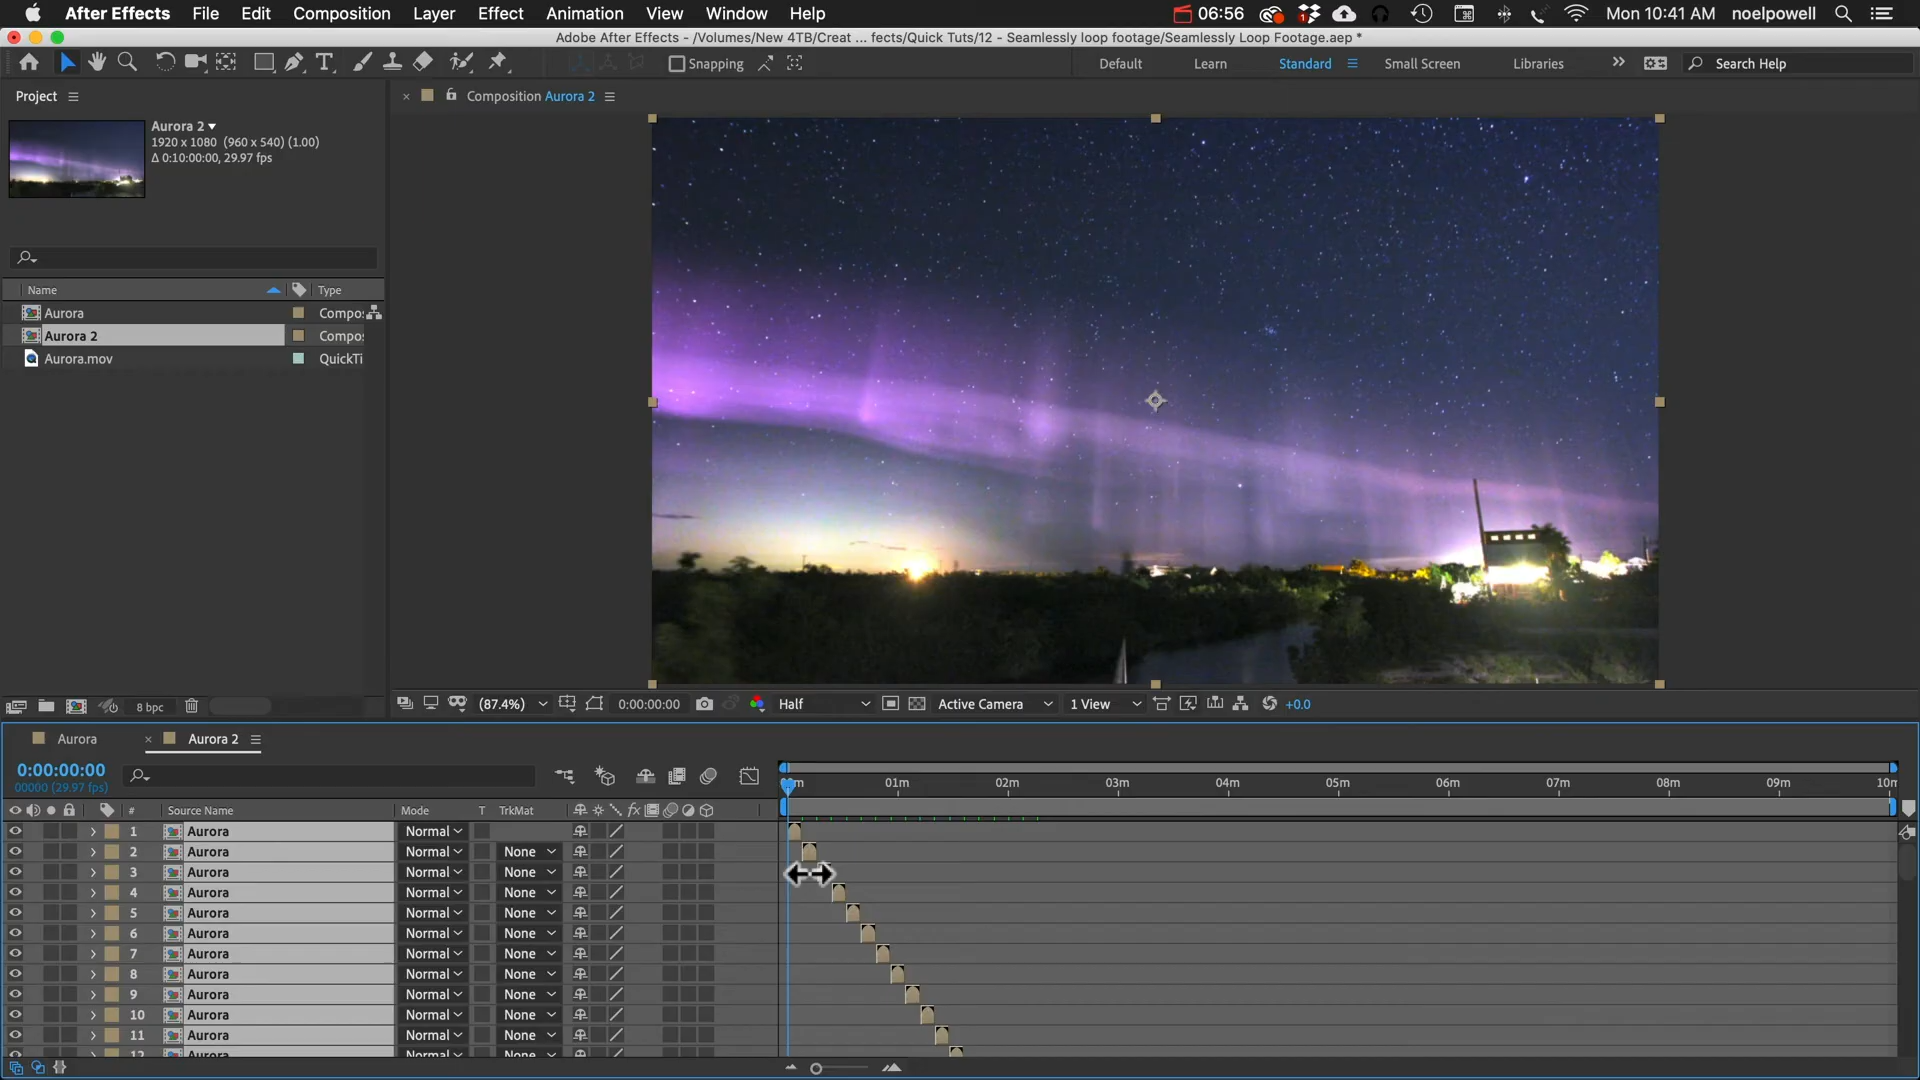 After Effects File Edit Composition Layer Effect Animation View Window Help 06:56 1 Mon 10:41 AM noelpowell
Adobe After Effects - /Volumes/New 4TB/Creat ... fects/Quick Tuts/12 - Seamlessly loop footage/Seamlessly Loop Footage.aep *
Snapping Default Learn Standard Small Screen Libraries Search Help
Project
Composition Aurora 2
Aurora 2
1920 x 1080 (960 x 540) (1.00)
Δ 0:10:00:00, 29.97 fps
Name Type
Aurora Compo:
Aurora 2 Compo:
Aurora.mov QuickTi
8 bpc
(87.4%) 0:00:00:00 Half Active Camera 1 View +0.0
Aurora Aurora 2
0:00:00:00
00000 (29.97 fps)
01m 02m 03m 04m 05m 06m 07m 08m 09m
# Source Name Mode T TrkMat fx
1 Aurora Normal
2 Aurora Normal None
3 Aurora Normal None
4 Aurora Normal None
5 Aurora Normal None
6 Aurora Normal None
7 Aurora Normal None
8 Aurora Normal None
9 Aurora Normal None
10 Aurora Normal None
11 Aurora Normal None
12 Aurora